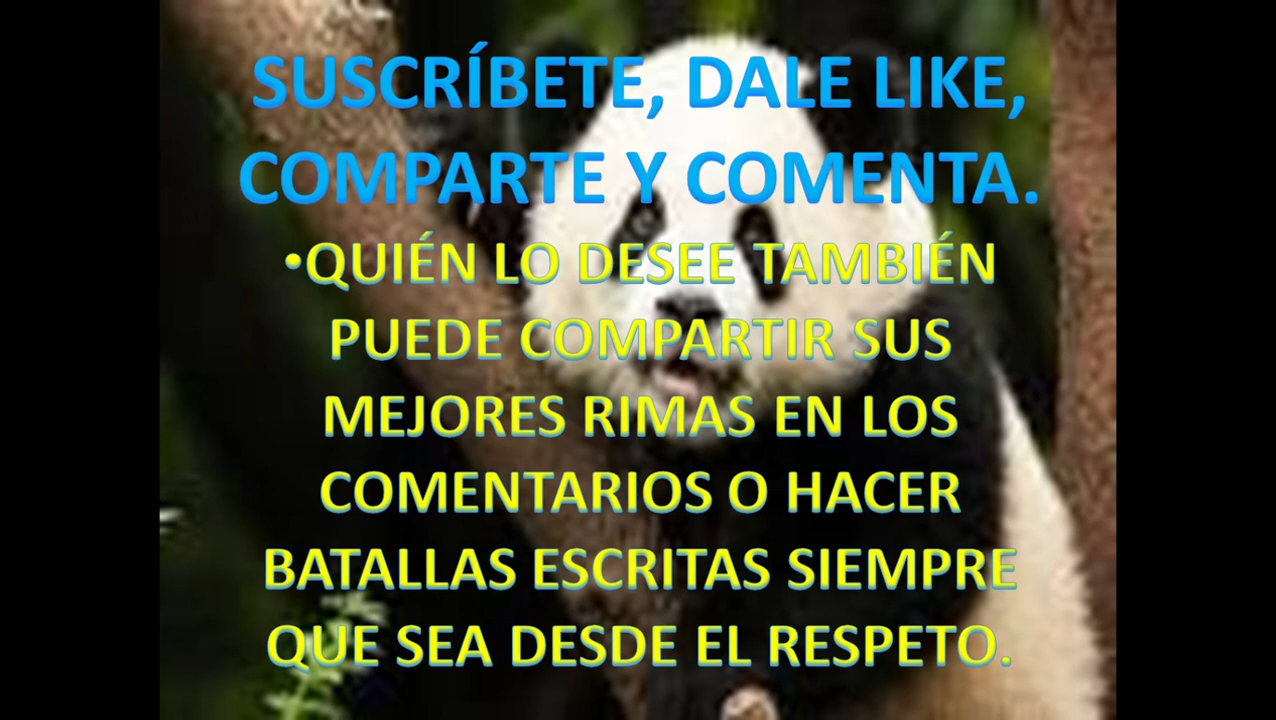 SUSCRÍBETE, DALE LIKE,
COMPARTE Y COMENTA.
•QUIÉN LO DESEE TAMBIÉN
PUEDE COMPARTIR SUS
MEJORES RIMAS EN LOS
COMENTARIOS O HACER
BATALLAS ESCRITAS SIEMPRE
QUE SEA DESDE EL RESPETO.